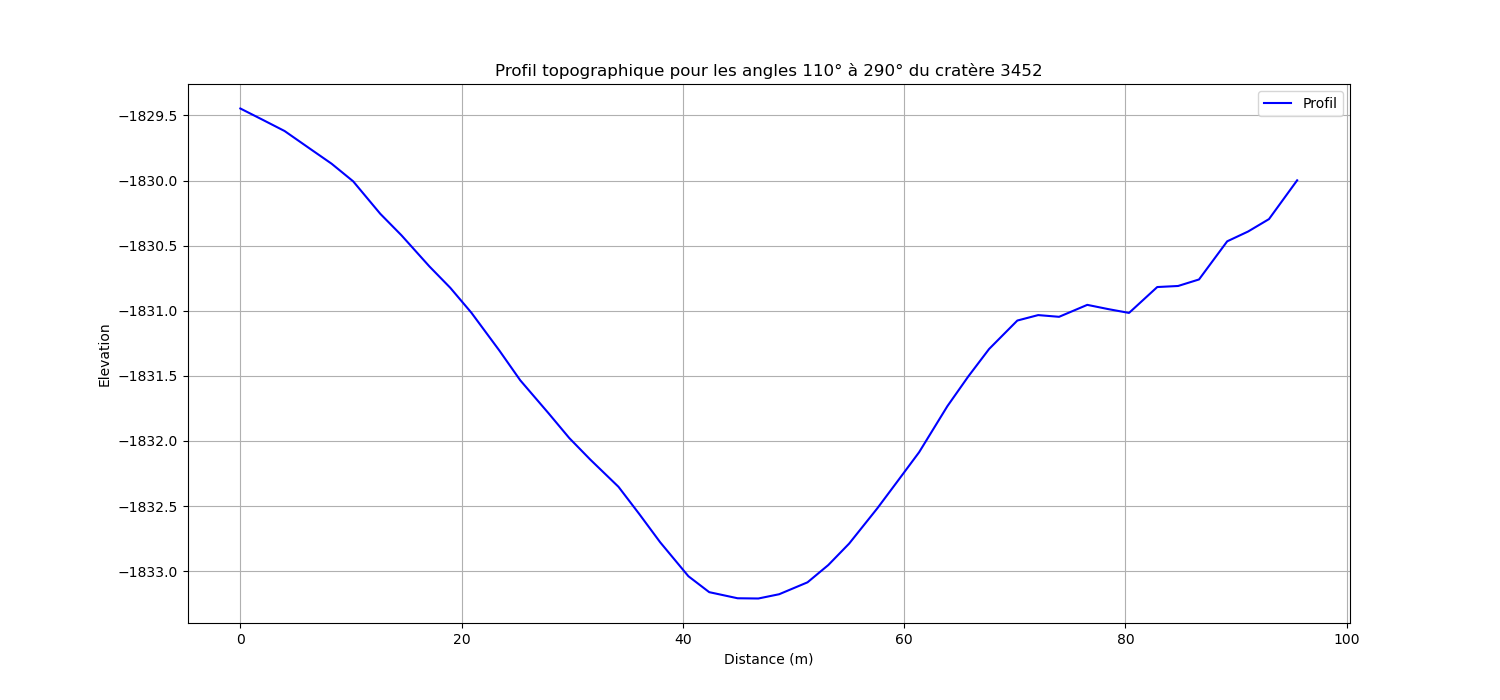 Profil topographique pour les angles 110° à 290° du cratère 3452
Profil
−1829.5
−1830.0
−1830.5
−1831.0
−1831.5
−1832.0
−1832.5
−1833.0
Elevation
0 20 40 60 80 100
Distance (m)